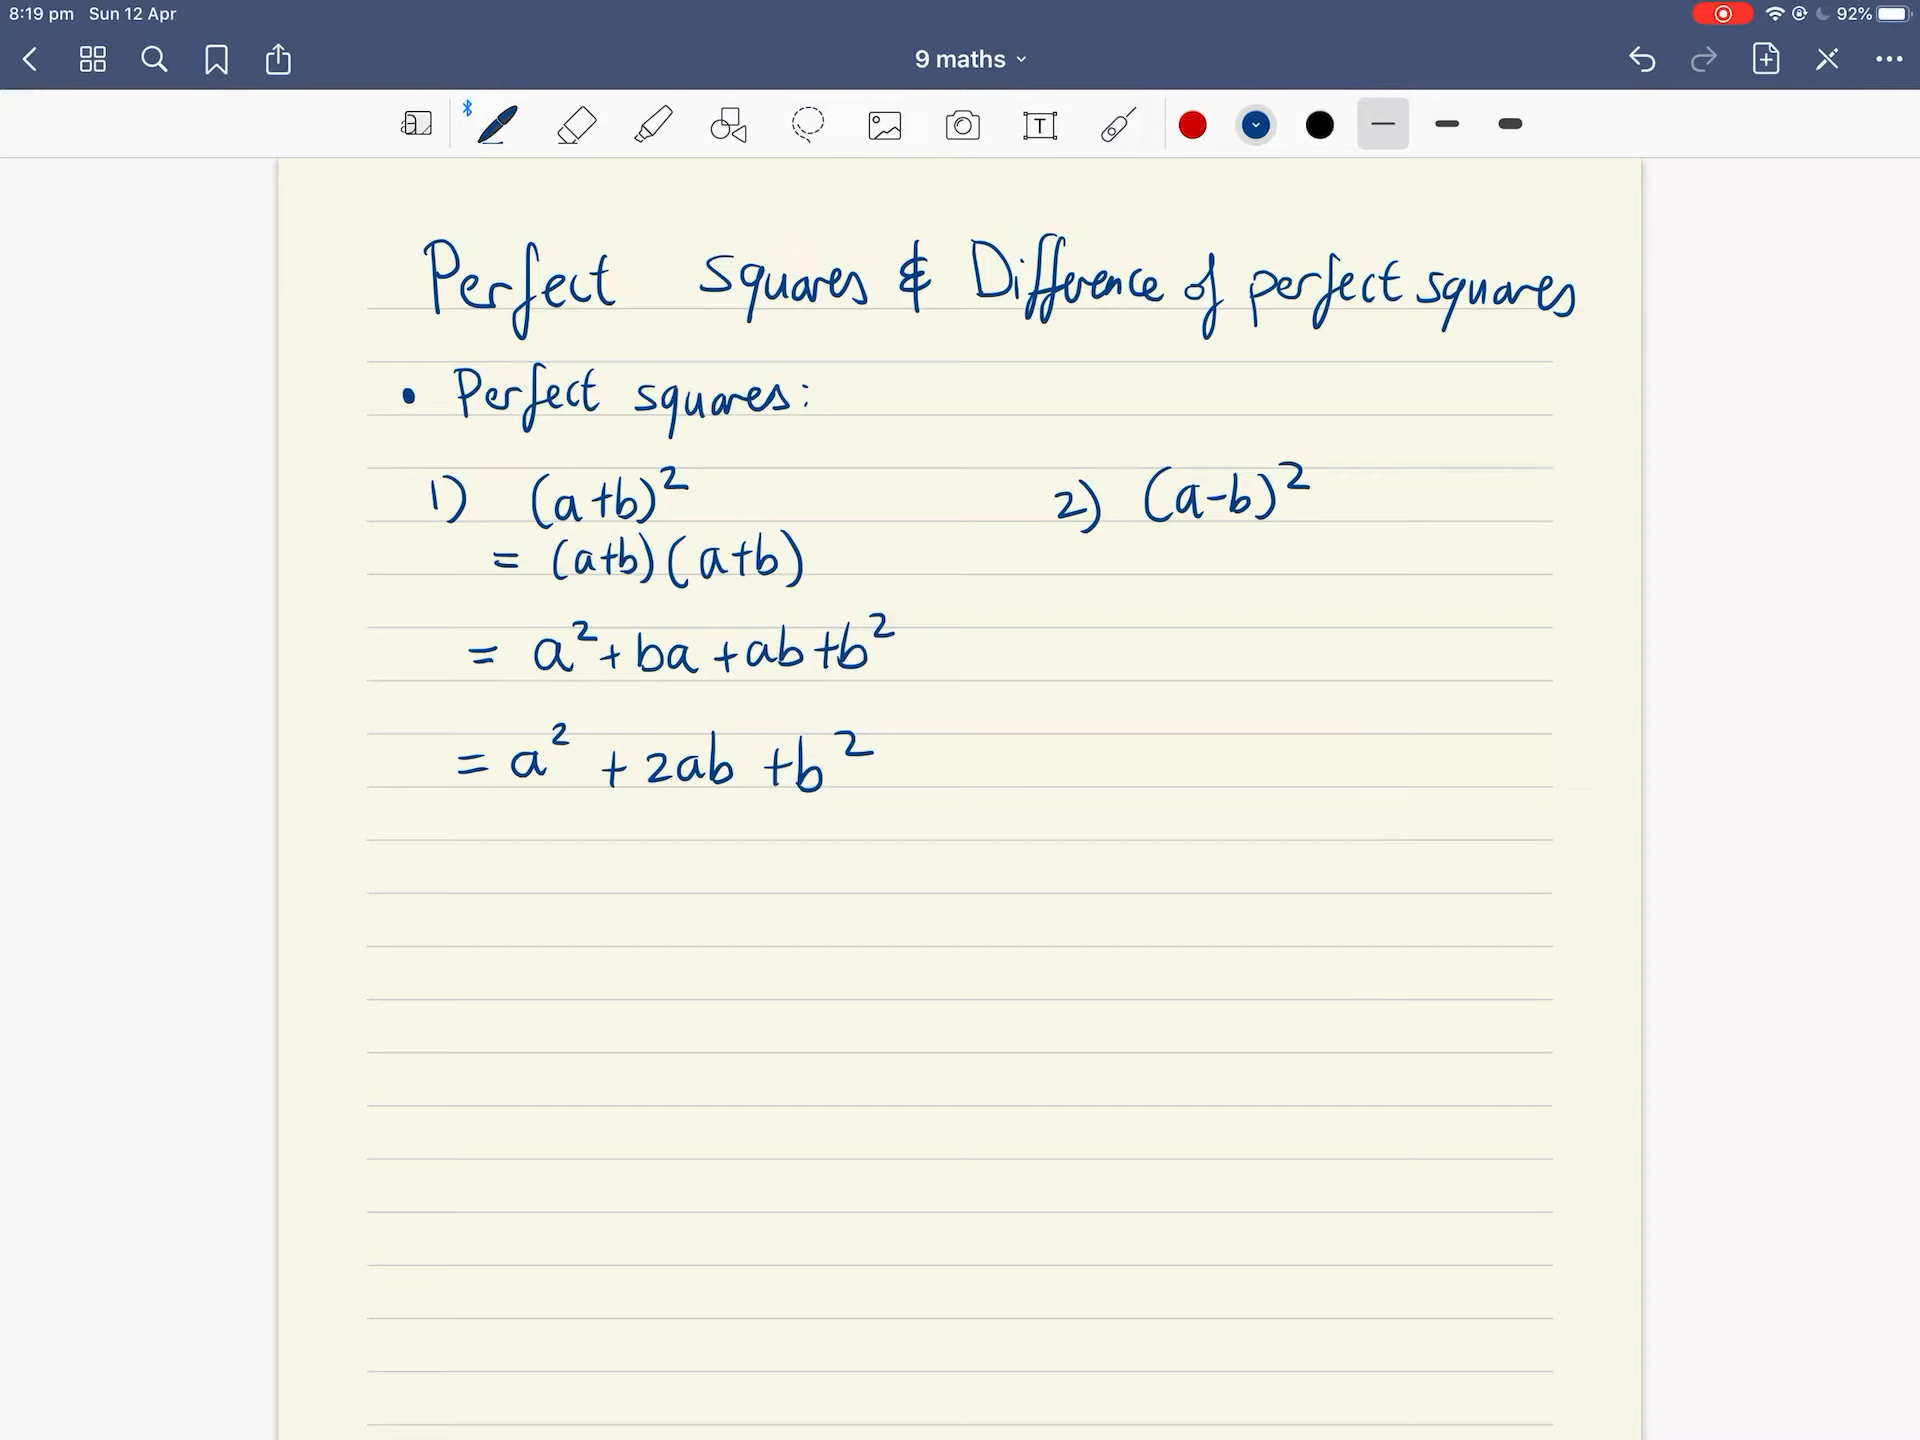 8:19 pm Sun 12 Apr 92%
9 maths
T
Perfect squares & Difference of perfect squares
• Perfect squares:
1) (a+b)² 2) (a-b)²
= (a+b)(a+b)
= a²+ba+ab+b²
= a² +2ab +b²